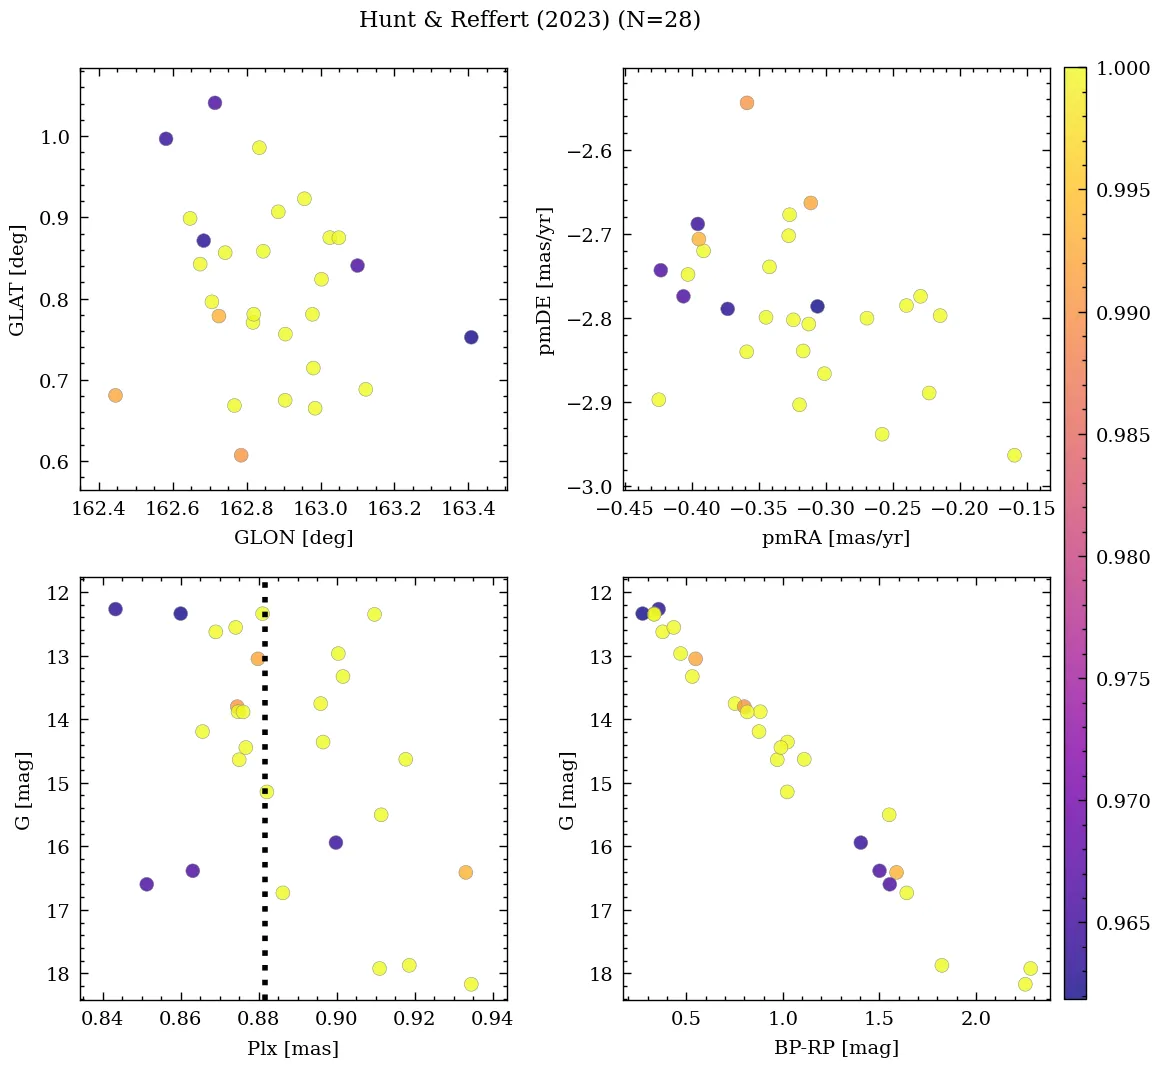 Hunt & Reffert (2023) (N=28)
1.0
0.9
0.8
0.7
0.6
GLAT [deg]
162.4 162.6 162.8 163.0 163.2 163.4
GLON [deg]
−2.6
−2.7
−2.8
−2.9
−3.0
pmDE [mas/yr]
−0.45 −0.40 −0.35 −0.30 −0.25 −0.20 −0.15
pmRA [mas/yr]
12
13
14
15
16
17
18
G [mag]
0.84 0.86 0.88 0.90 0.92 0.94
Plx [mas]
12
13
14
15
16
17
18
G [mag]
0.5 1.0 1.5 2.0
BP-RP [mag]
1.000
0.995
0.990
0.985
0.980
0.975
0.970
0.965